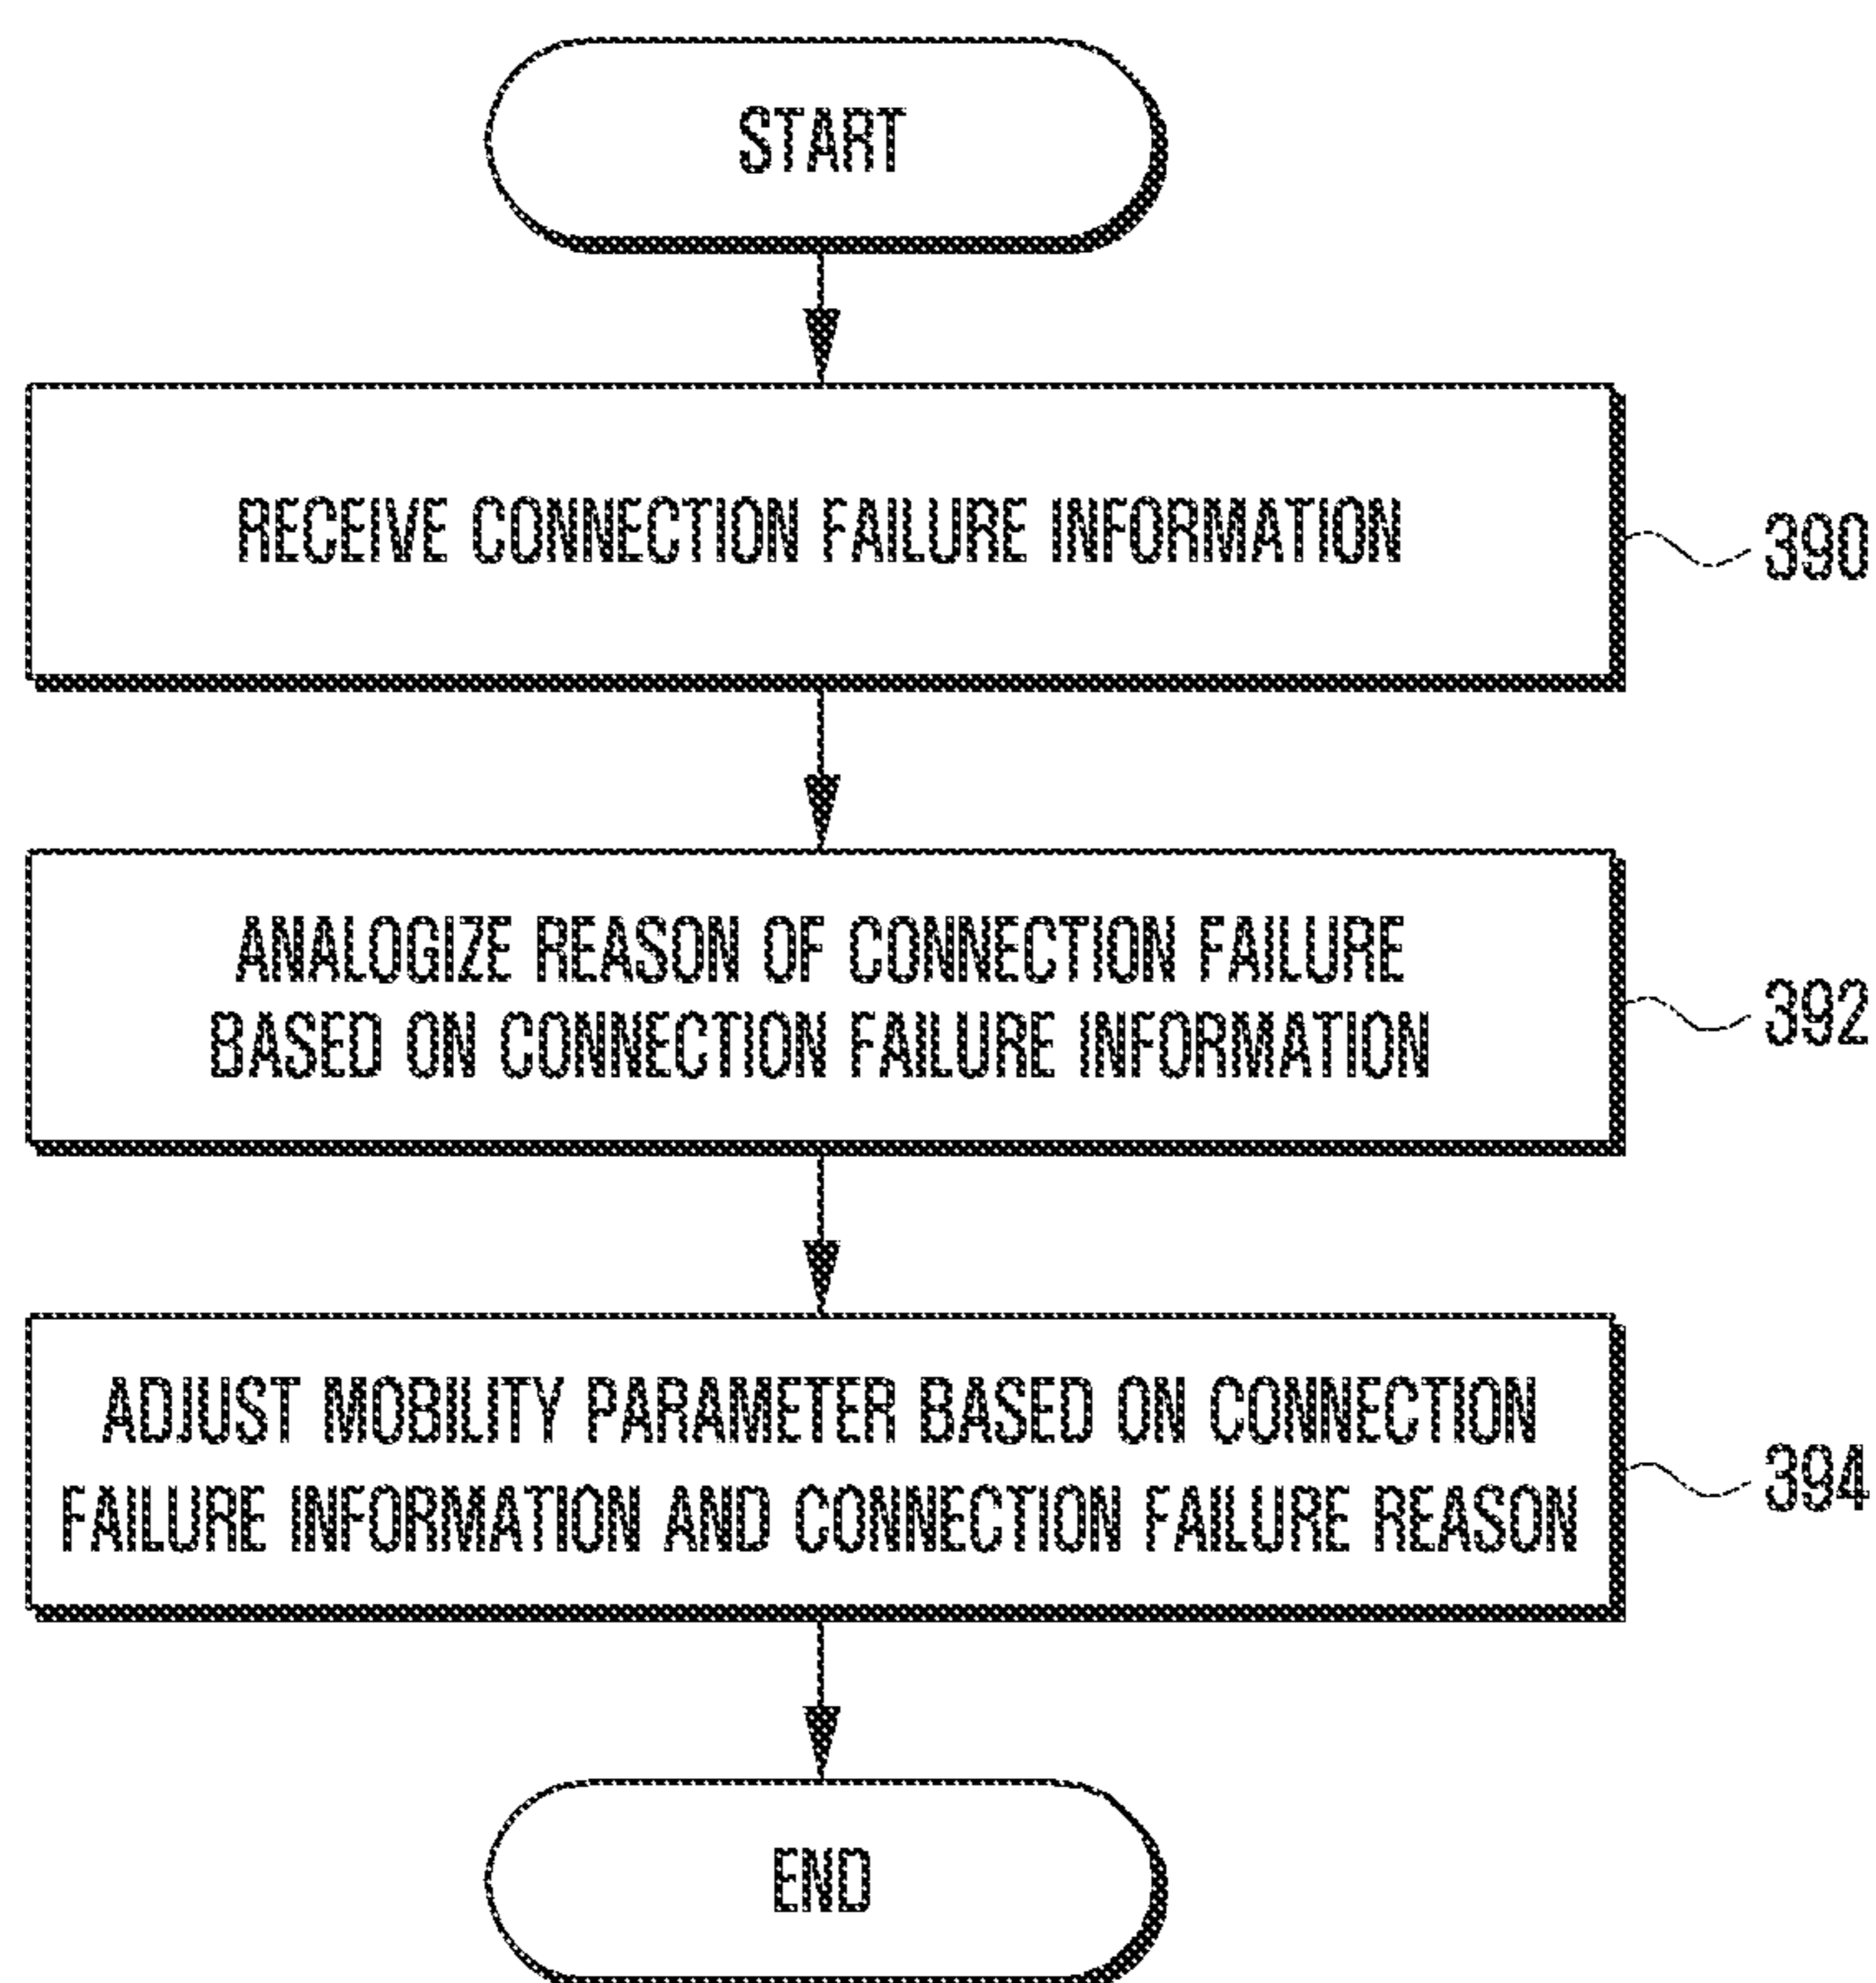 START
RECEIVE CONNECTION FAILURE INFORMATION
390
ANALOGIZE REASON OF CONNECTION FAILURE
BASED ON CONNECTION FAILURE INFORMATION
392
ADJUST MOBILITY PARAMETER BASED ON CONNECTION
FAILURE INFORMATION AND CONNECTION FAILURE REASON
394
END